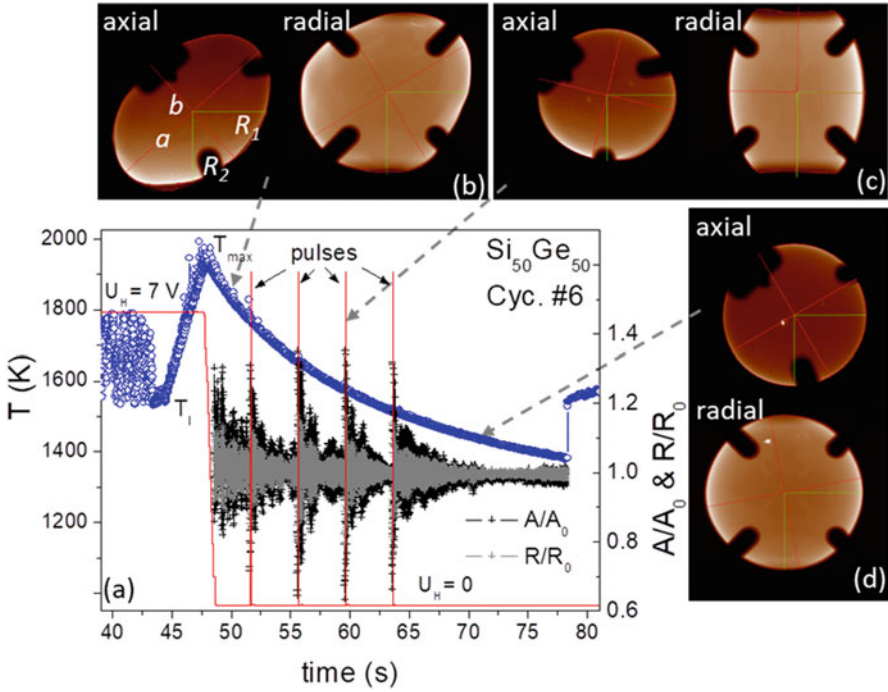 axial radial axial radial
a b R1 R2
(b) (c)
axial
radial
(d)
2000
1800
1600
1400
1200
T (K)
UH = 7 V
Tmax
Tl
pulses
Si50Ge50
Cyc. #6
1.4
1.2
1.0
0.8
0.6
A/A0 & R/R0
A/A0
R/R0
UH = 0
(a)
40 45 50 55 60 65 70 75 80
time (s)